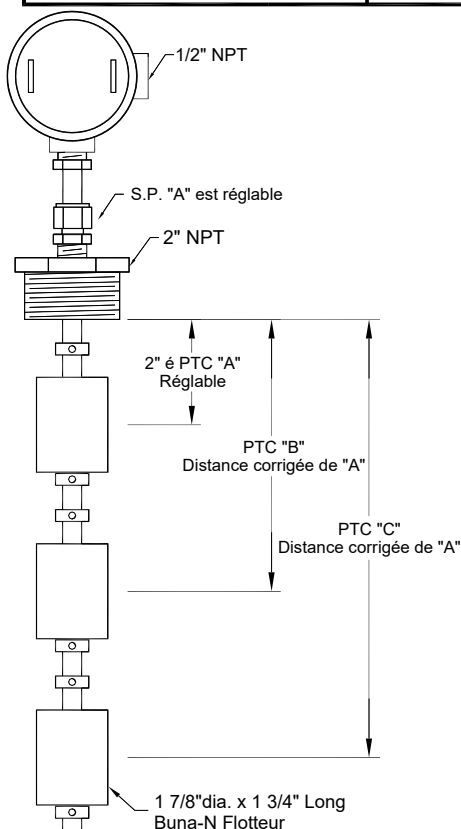 1/2" NPT
S.P. "A" est réglable
2" NPT
2" é PTC "A"
Réglable
PTC "B"
Distance corrigée de "A"
PTC "C"
Distance corrigée de "A"
1 7/8"dia. x 1 3/4" Long
Buna-N Flotteur